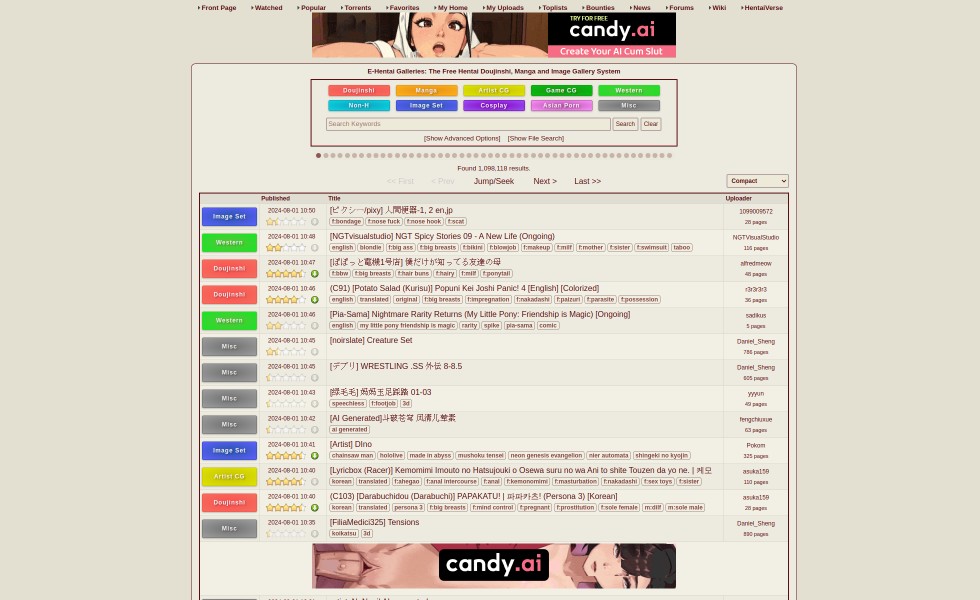 Front Page Watched Popular Torrents Favorites My Home My Uploads Toplists Bounties News Forums Wiki HentaiVerse
TRY FOR FREE
candy.ai
Create Your AI Cum Slut
E-Hentai Galleries: The Free Hentai Doujinshi, Manga and Image Gallery System
Doujinshi Manga Artist CG Game CG Western
Non-H Image Set Cosplay Asian Porn Misc
Search Keywords Search Clear
[Show Advanced Options] [Show File Search]
Found 1,098,118 results.
<< First < Prev Jump/Seek Next > Last >> Compact
Published Title Uploader
Image Set 2024-08-01 10:50 [ピクシー/pixy] 人間便器-1, 2 en,jp 1099009572
f:bondage f:nose fuck f:nose hook f:scat 28 pages
Western 2024-08-01 10:48 [NGTvisualstudio] NGT Spicy Stories 09 - A New Life (Ongoing) NGTVisualStudio
english blondie f:big ass f:big breasts f:bikini f:blowjob f:makeup f:milf f:mother f:sister f:swimsuit taboo 116 pages
Doujinshi 2024-08-01 10:47 [ぽぽっと電機1号店] 僕だけが知ってる友達の母 alfredmeow
f:bbw f:big breasts f:hair buns f:hairy f:milf f:ponytail 48 pages
Doujinshi 2024-08-01 10:46 (C91) [Potato Salad (Kurisu)] Popuni Kei Joshi Panic! 4 [English] [Colorized] r3r3r3r3
english translated original f:big breasts f:impregnation f:nakadashi f:paizuri f:parasite f:possession 36 pages
Western 2024-08-01 10:46 [Pia-Sama] Nightmare Rarity Returns (My Little Pony: Friendship is Magic) [Ongoing] sadikus
english my little pony friendship is magic rarity spike pia-sama comic 5 pages
Misc 2024-08-01 10:45 [noirslate] Creature Set Daniel_Sheng
786 pages
Misc 2024-08-01 10:45 [デプリ] WRESTLING .SS 外伝 8-8.5 Daniel_Sheng
605 pages
Misc 2024-08-01 10:43 [绿毛毛] 妈妈玉足踩踏 01-03 yyyun
speechless f:footjob 3d 49 pages
Misc 2024-08-01 10:42 [AI Generated]斗破苍穹 凤清儿荤素 fengchiuxue
ai generated 63 pages
Image Set 2024-08-01 10:41 [Artist] DIno Pokom
chainsaw man hololive made in abyss mushoku tensei neon genesis evangelion nier automata shingeki no kyojin 325 pages
Artist CG 2024-08-01 10:40 [Lyricbox (Racer)] Kemomimi Imouto no Hatsujouki o Osewa suru no wa Ani to shite Touzen da yo ne. | 케모 asuka159
korean translated f:ahegao f:anal intercourse f:anal f:kemonomimi f:masturbation f:nakadashi f:sex toys f:sister 110 pages
Doujinshi 2024-08-01 10:40 (C103) [Darabuchidou (Darabuchi)] PAPAKATU! | 파파카츠! (Persona 3) [Korean] asuka159
korean translated persona 3 f:big breasts f:mind control f:pregnant f:prostitution f:sole female m:dilf m:sole male 28 pages
Misc 2024-08-01 10:35 [FiliaMedici325] Tensions Daniel_Sheng
koikatsu 3d 890 pages
candy.ai